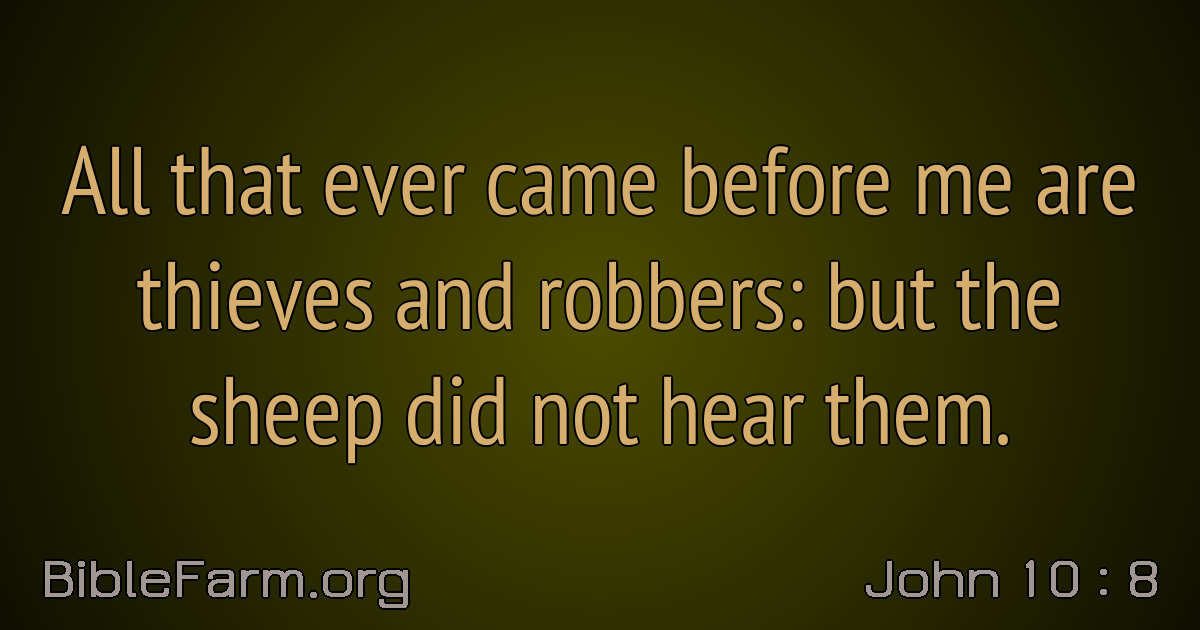 All that ever came before me are
thieves and robbers: but the
sheep did not hear them.
BibleFarm.org
John 10 : 8